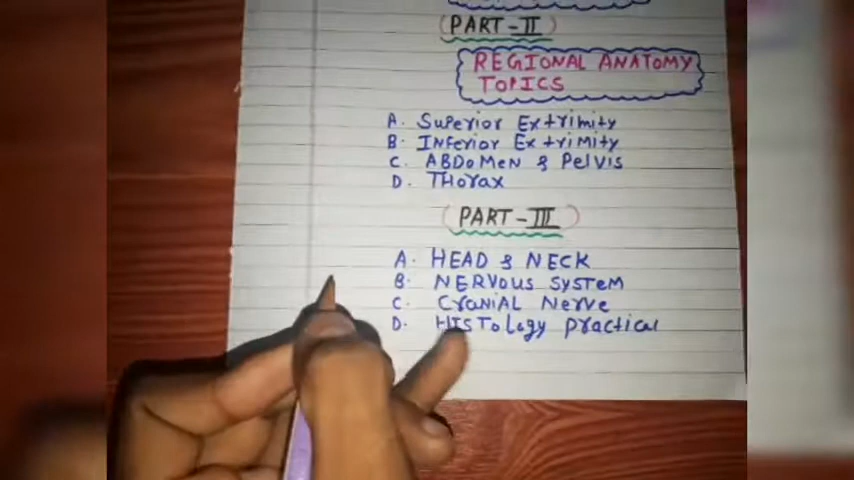 PART-II
REGIONAL ANATOMY
TOPICS
A. Superior Extrimity
B. Inferior Extrimity
C. ABDOMEN & Pelvis
D. Thorax
PART-III
A. HEAD & NECK
B. NERVOUS SYSTEM
C. CRANIAL Nerve
D. HISTology practical